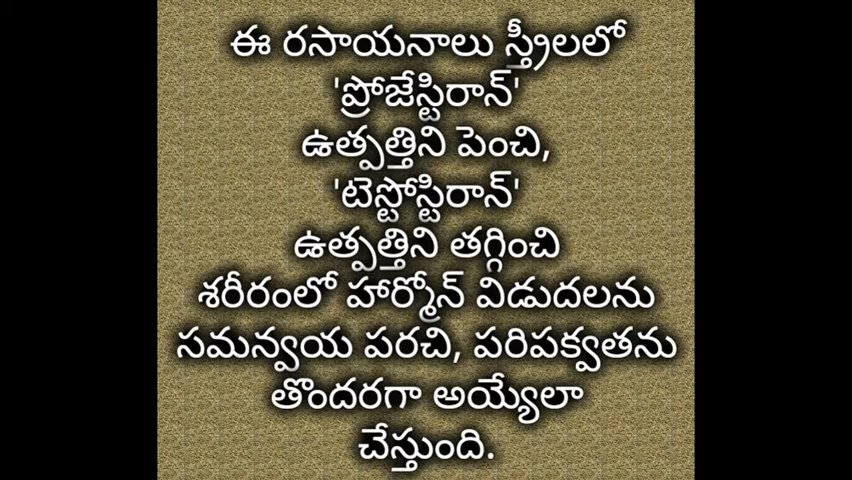 ఈ రసాయనాలు స్త్రీలలో
'ప్రోజేస్టిరాన్'
ఉత్పత్తిని పెంచి,
'టెస్టోస్టిరాన్'
ఉత్పత్తిని తగ్గించి
శరీరంలో హార్మోన్ విడుదలను
సమన్వయ పరచి, పరిపక్వతను
తొందరగా అయ్యేలా
చేస్తుంది.